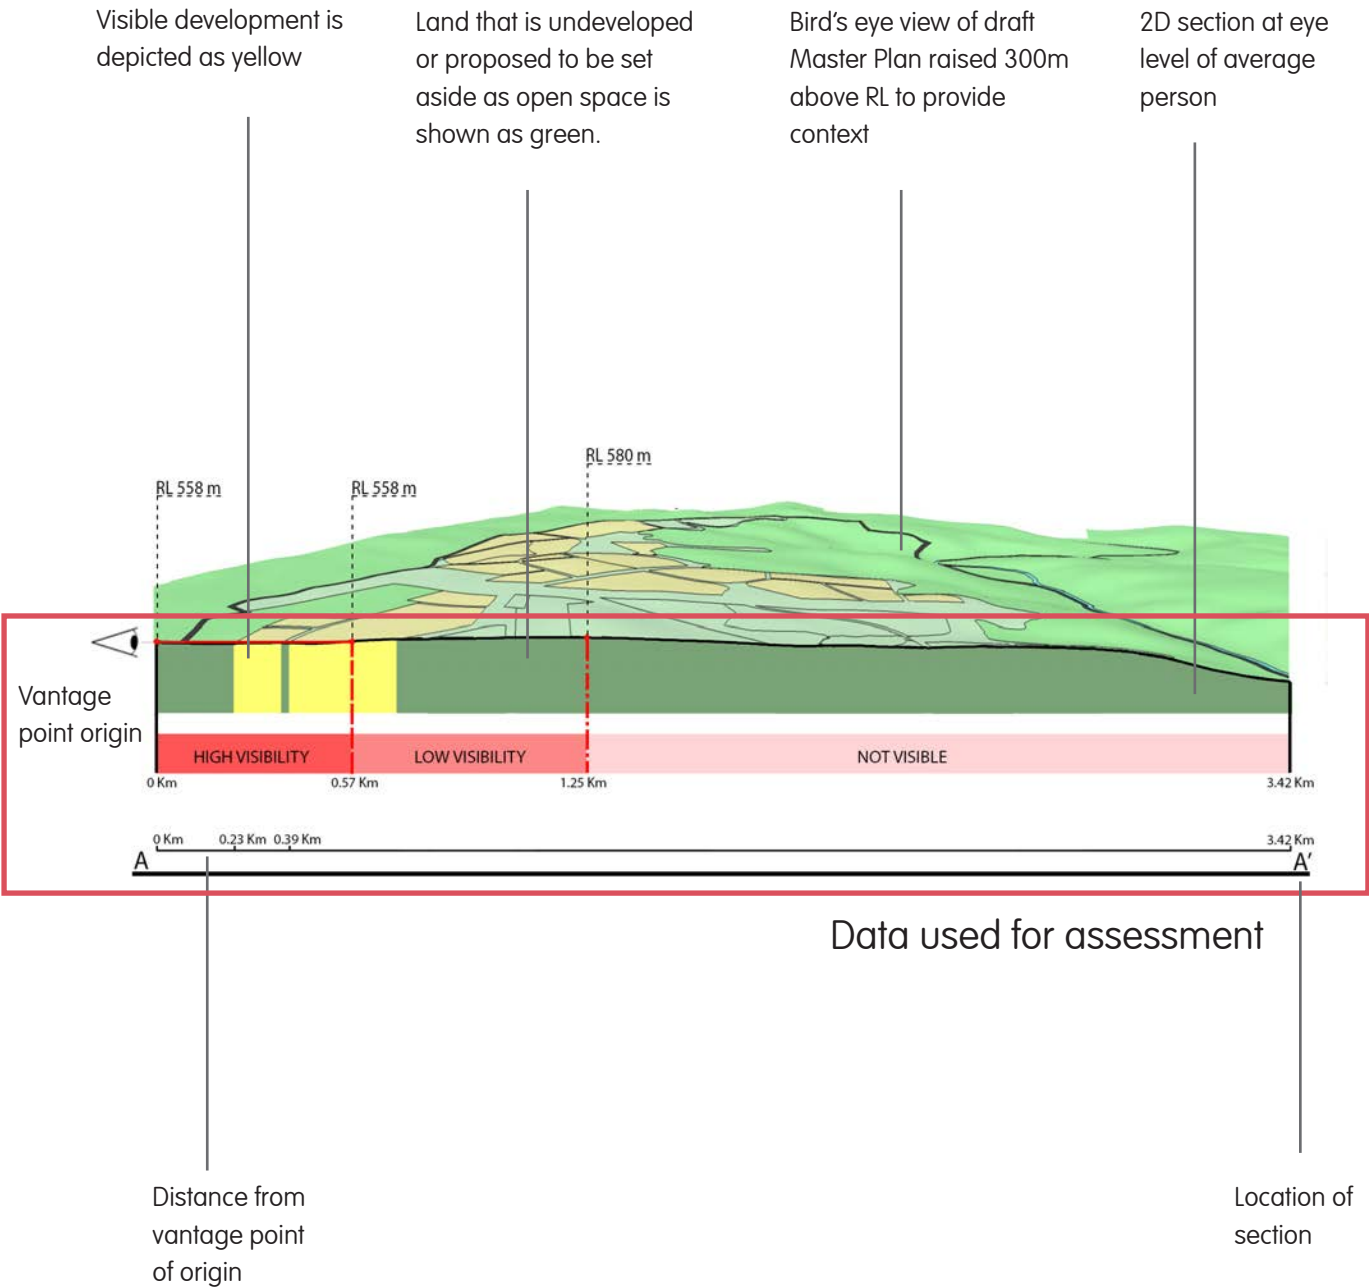 Visible development is
depicted as yellow
Land that is undeveloped
or proposed to be set
aside as open space is
shown as green.
Bird's eye view of draft
Master Plan raised 300m
above RL to provide
context
2D section at eye
level of average
person
RL 558 m
RL 558 m
RL 580 m
Vantage
point origin
HIGH VISIBILITY
LOW VISIBILITY
NOT VISIBLE
0 Km
0.57 Km
1.25 Km
3.42 Km
0 Km
0.23 Km
0.39 Km
3.42 Km
A
A'
Data used for assessment
Distance from
vantage point
of origin
Location of
section